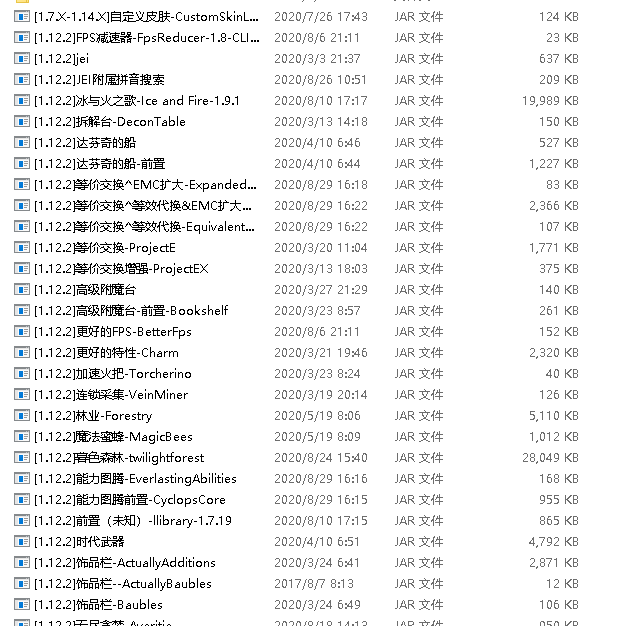 [1.7.X-1.14.X]自定义皮肤-CustomSkinL... 2020/7/26 17:43 JAR 文件 124 KB
[1.12.2]FPS减速器-FpsReducer-1.8-CLI... 2020/8/6 21:11 JAR 文件 23 KB
[1.12.2]jei 2020/3/3 21:37 JAR 文件 637 KB
[1.12.2]JEI附属拼音搜索 2020/8/26 10:51 JAR 文件 209 KB
[1.12.2]冰与火之歌-Ice and Fire-1.9.1 2020/8/10 17:17 JAR 文件 19,989 KB
[1.12.2]拆解台-DeconTable 2020/3/13 14:18 JAR 文件 150 KB
[1.12.2]达芬奇的船 2020/4/10 6:46 JAR 文件 527 KB
[1.12.2]达芬奇的船-前置 2020/4/10 6:44 JAR 文件 1,227 KB
[1.12.2]等价交换^EMC扩大-Expanded... 2020/8/29 16:18 JAR 文件 83 KB
[1.12.2]等价交换^等效代换&EMC扩大... 2020/8/29 16:22 JAR 文件 2,366 KB
[1.12.2]等价交换^等效代换-Equivalent... 2020/8/29 16:22 JAR 文件 107 KB
[1.12.2]等价交换-ProjectE 2020/3/20 11:04 JAR 文件 1,771 KB
[1.12.2]等价交换增强-ProjectEX 2020/3/13 18:03 JAR 文件 375 KB
[1.12.2]高级附魔台 2020/3/27 21:29 JAR 文件 140 KB
[1.12.2]高级附魔台-前置-Bookshelf 2020/3/23 8:57 JAR 文件 261 KB
[1.12.2]更好的FPS-BetterFps 2020/8/6 21:11 JAR 文件 152 KB
[1.12.2]更好的特性-Charm 2020/3/21 19:46 JAR 文件 2,320 KB
[1.12.2]加速火把-Torcherino 2020/3/23 8:24 JAR 文件 40 KB
[1.12.2]连锁采集-VeinMiner 2020/3/19 20:14 JAR 文件 126 KB
[1.12.2]林业-Forestry 2020/5/19 8:06 JAR 文件 5,110 KB
[1.12.2]魔法蜜蜂-MagicBees 2020/5/19 8:09 JAR 文件 1,012 KB
[1.12.2]暮色森林-twilightforest 2020/8/24 15:40 JAR 文件 28,049 KB
[1.12.2]能力图腾-EverlastingAbilities 2020/8/29 16:16 JAR 文件 168 KB
[1.12.2]能力图腾前置-CyclopsCore 2020/8/29 16:15 JAR 文件 955 KB
[1.12.2]前置（未知）-llibrary-1.7.19 2020/8/10 17:15 JAR 文件 865 KB
[1.12.2]时代武器 2020/4/10 6:51 JAR 文件 4,792 KB
[1.12.2]饰品栏-ActuallyAdditions 2020/3/24 6:41 JAR 文件 2,871 KB
[1.12.2]饰品栏--ActuallyBaubles 2017/8/7 8:13 JAR 文件 12 KB
[1.12.2]饰品栏-Baubles 2020/3/24 6:49 JAR 文件 106 KB